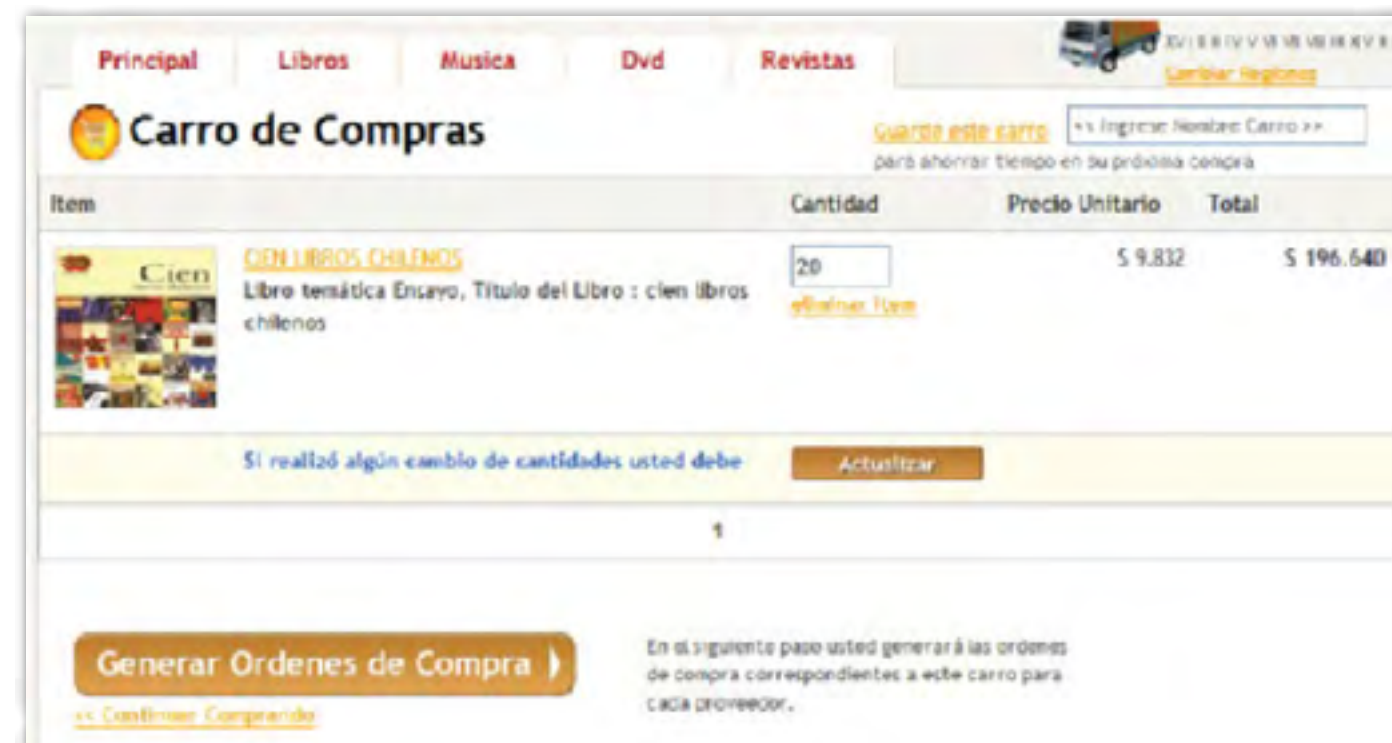 Principal Libros Musica Dvd Revistas
Cambiar Regiones
Carro de Compras
Guarde este carro << Ingrese Nombre Carro >>
para ahorrar tiempo en su próxima compra
Item Cantidad Precio Unitario Total
Cien
CIEN LIBROS CHILENOS
20
$ 9.832
$ 196.640
Libro temática Ensayo, Titulo del Libro : cien libros
chilenos
eliminar Item
Si realizó algún cambio de cantidades usted debe
Actualizar
1
Generar Ordenes de Compra
<< Continuar Comprando
En el siguiente paso usted generará las ordenes
de compra correspondientes a este carro para
cada proveedor.